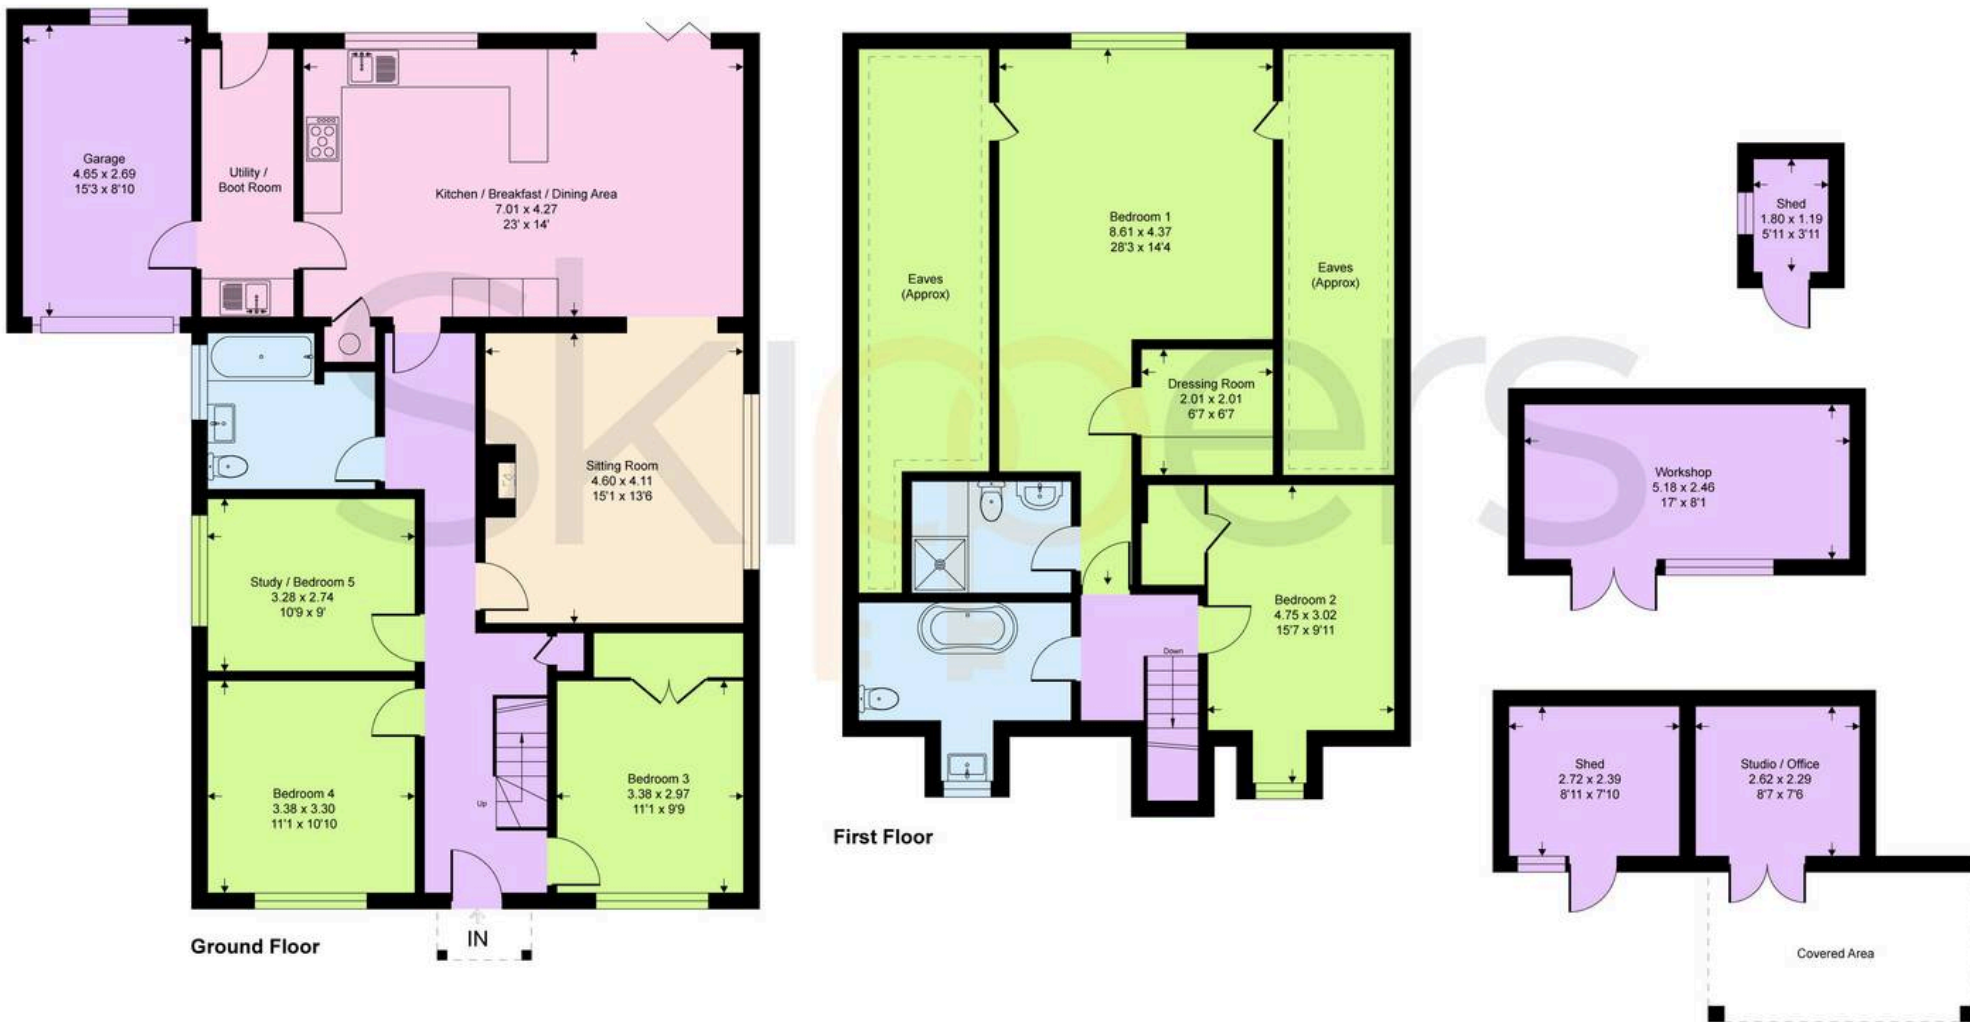 Garage
4.65 x 2.69
15'3 x 8'10
Utility /
Boot Room
Kitchen / Breakfast / Dining Area
7.01 x 4.27
23' x 14'
Sitting Room
4.60 x 4.11
15'1 x 13'6
Study / Bedroom 5
3.28 x 2.74
10'9 x 9'
Bedroom 4
3.38 x 3.30
11'1 x 10'10
Up
Bedroom 3
3.38 x 2.97
11'1 x 9'9
IN
Ground Floor
Eaves
(Approx)
Bedroom 1
8.61 x 4.37
28'3 x 14'4
Eaves
(Approx)
Dressing Room
2.01 x 2.01
6'7 x 6'7
Bedroom 2
4.75 x 3.02
15'7 x 9'11
Down
First Floor
Shed
1.80 x 1.19
5'11 x 3'11
Workshop
5.18 x 2.46
17' x 8'1
Shed
2.72 x 2.39
8'11 x 7'10
Studio / Office
2.62 x 2.29
8'7 x 7'6
Covered Area
Skippers